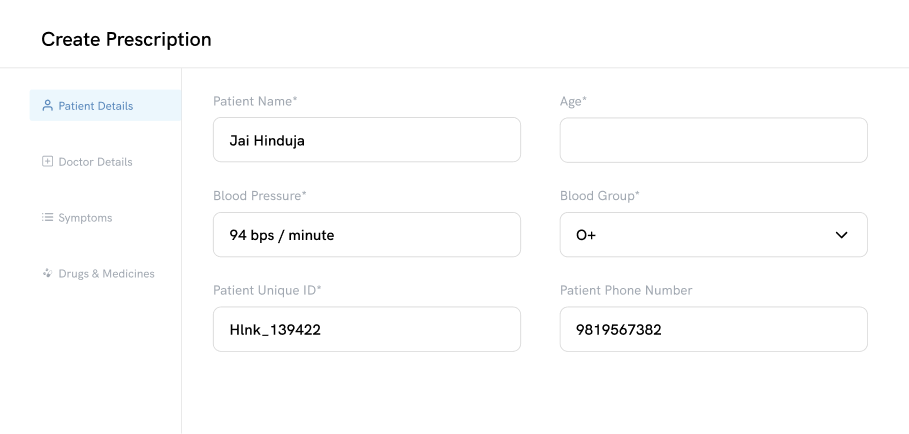 Create Prescription
Patient Details
Doctor Details
Symptoms
Drugs & Medicines
Patient Name*
Jai Hinduja
Age*
Blood Pressure*
94 bps / minute
Blood Group*
O+
Patient Unique ID*
Hlnk_139422
Patient Phone Number
9819567382